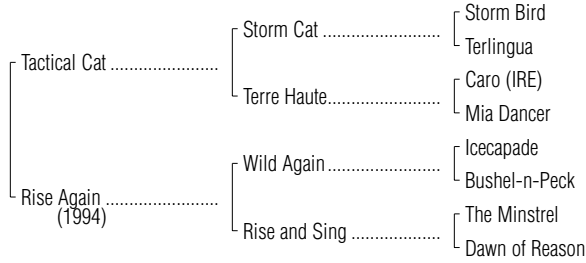 Storm Bird
Storm Cat ........................
Terlingua
Tactical Cat ......................
Caro (IRE)
Terre Haute.......................
Mia Dancer
Icecapade
Wild Again .......................
Bushel-n-Peck
Rise Again .......................
(1994)
The Minstrel
Rise and Sing ..................
Dawn of Reason